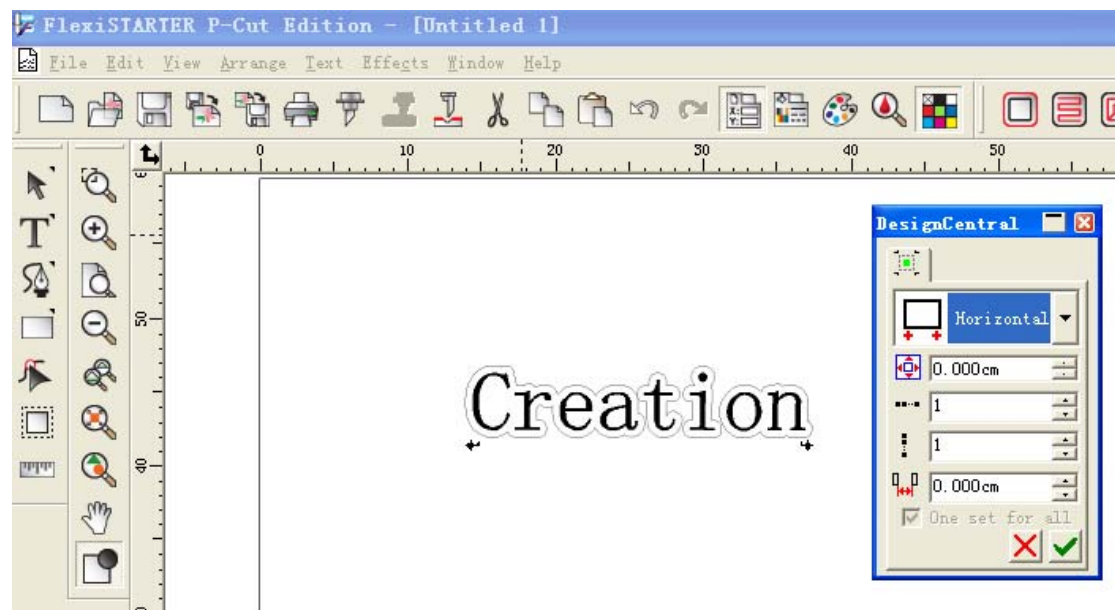 FlexiSTARTER P-Cut Edition - [Untitled 1]
File Edit View Arrange Text Effects Window Help
0 10 20 30 40 50
DesignCentral
Horizontal
50
0.000cm
Creation
1
1
40
0.000cm
One set for all